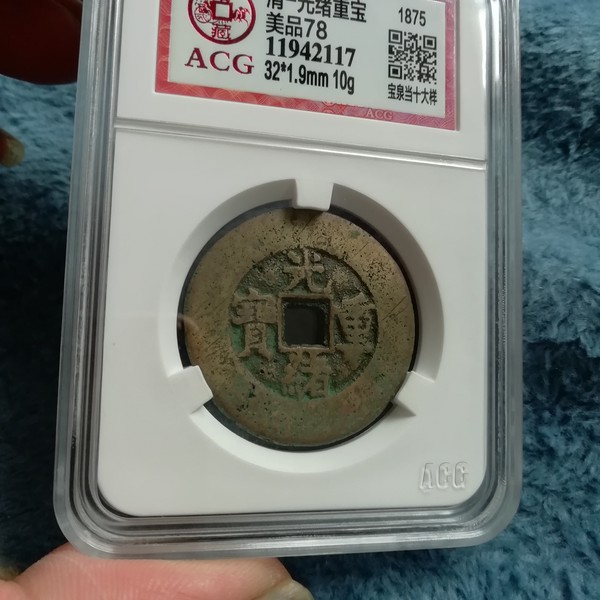 清-光绪重宝
美品78
11942117
32*1.9mm 10g
ACG
1875
宝泉当十大样
ACG
光
緒
重
寶
ACG